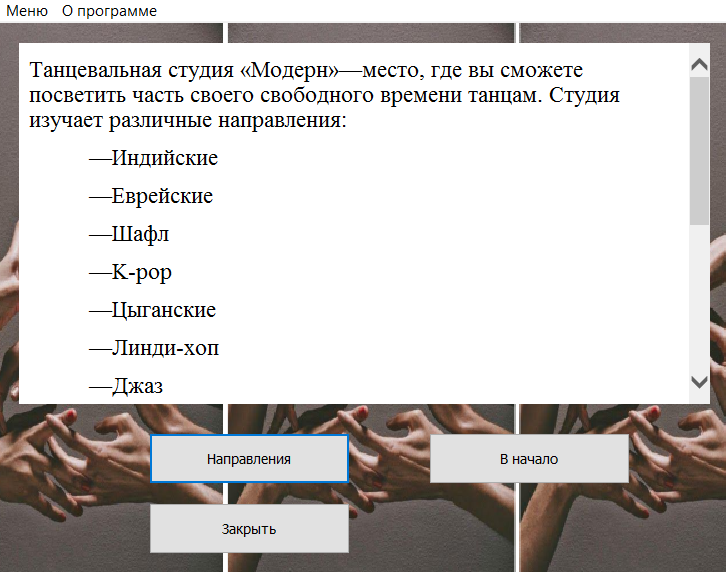 Меню О программе
Танцевальная студия «Модерн»—место, где вы сможете
посветить часть своего свободного времени танцам. Студия
изучает различные направления:
—Индийские
—Еврейские
—Шафл
—K-pop
—Цыганские
—Линди-хоп
—Джаз
Направления
В начало
Закрыть